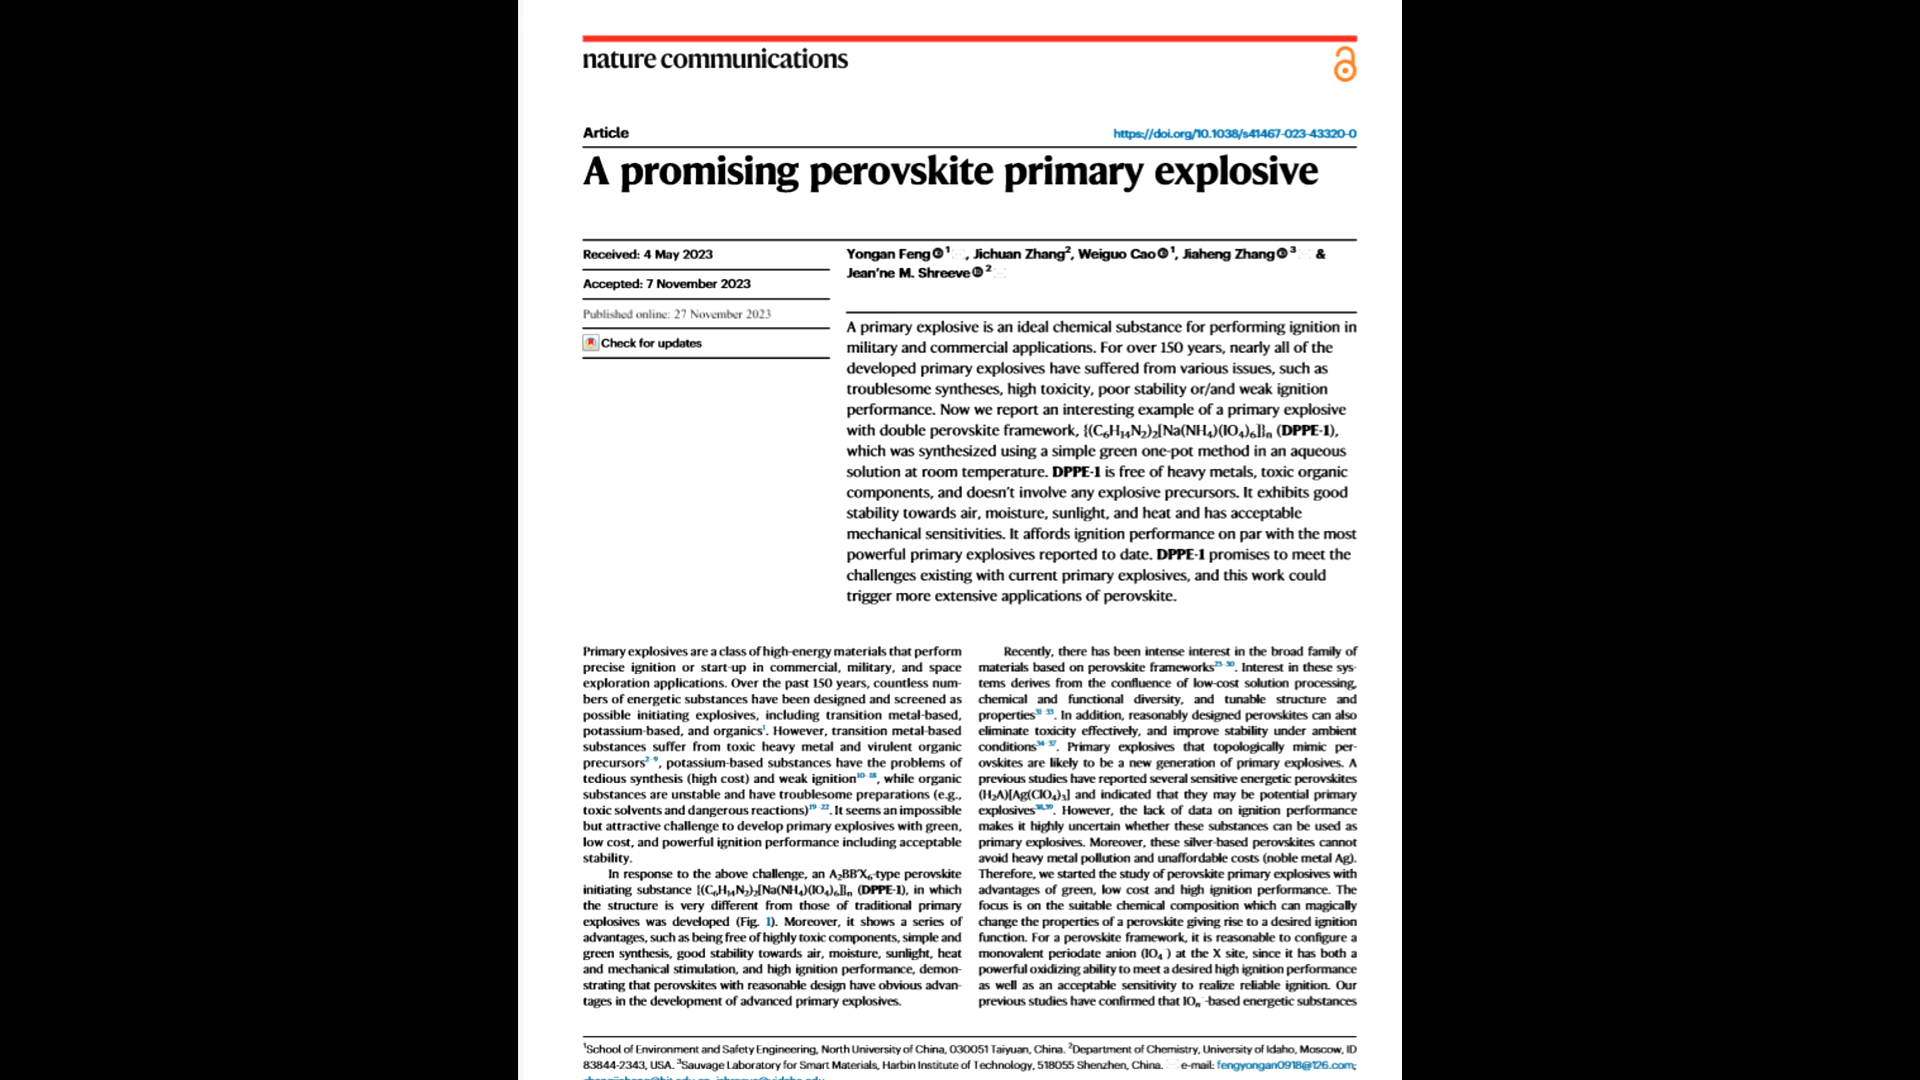 nature communications
Article
https://doi.org/10.1038/s41467-023-43320-0
A promising perovskite primary explosive
Received: 4 May 2023
Accepted: 7 November 2023
Published online: 27 November 2023
Check for updates
Yongan Feng 1, Jichuan Zhang2, Weiguo Cao 1, Jiaheng Zhang 3 &
Jean'ne M. Shreeve 2
A primary explosive is an ideal chemical substance for performing ignition in
military and commercial applications. For over 150 years, nearly all of the
developed primary explosives have suffered from various issues, such as
troublesome syntheses, high toxicity, poor stability or/and weak ignition
performance. Now we report an interesting example of a primary explosive
with double perovskite framework, {(C6H14N2)2[Na(NH4)(IO4)6]}n (DPPE-1),
which was synthesized using a simple green one-pot method in an aqueous
solution at room temperature. DPPE-1 is free of heavy metals, toxic organic
components, and doesn't involve any explosive precursors. It exhibits good
stability towards air, moisture, sunlight, and heat and has acceptable
mechanical sensitivities. It affords ignition performance on par with the most
powerful primary explosives reported to date. DPPE-1 promises to meet the
challenges existing with current primary explosives, and this work could
trigger more extensive applications of perovskite.
Primary explosives are a class of high-energy materials that perform
precise ignition or start-up in commercial, military, and space
exploration applications. Over the past 150 years, countless num-
bers of energetic substances have been designed and screened as
possible initiating explosives, including transition metal-based,
potassium-based, and organics1. However, transition metal-based
substances suffer from toxic heavy metal and virulent organic
precursors2-9, potassium-based substances have the problems of
tedious synthesis (high cost) and weak ignition10-18, while organic
substances are unstable and have troublesome preparations (e.g.,
toxic solvents and dangerous reactions)19-22. It seems an impossible
but attractive challenge to develop primary explosives with green,
low cost, and powerful ignition performance including acceptable
stability.
In response to the above challenge, an A2BB'X6-type perovskite
initiating substance {(C6H14N2)2[Na(NH4)(IO4)6]}n (DPPE-1), in which
the structure is very different from those of traditional primary
explosives was developed (Fig. 1). Moreover, it shows a series of
advantages, such as being free of highly toxic components, simple and
green synthesis, good stability towards air, moisture, sunlight, heat
and mechanical stimulation, and high ignition performance, demon-
strating that perovskites with reasonable design have obvious advan-
tages in the development of advanced primary explosives.
Recently, there has been intense interest in the broad family of
materials based on perovskite frameworks23-30. Interest in these sys-
tems derives from the confluence of low-cost solution processing,
chemical and functional diversity, and tunable structure and
properties31-33. In addition, reasonably designed perovskites can also
eliminate toxicity effectively, and improve stability under ambient
conditions34-37. Primary explosives that topologically mimic per-
ovskites are likely to be a new generation of primary explosives. A
previous studies have reported several sensitive energetic perovskites
(H2A)[Ag(ClO4)3] and indicated that they may be potential primary
explosives38,39. However, the lack of data on ignition performance
makes it highly uncertain whether these substances can be used as
primary explosives. Moreover, these silver-based perovskites cannot
avoid heavy metal pollution and unaffordable costs (noble metal Ag).
Therefore, we started the study of perovskite primary explosives with
advantages of green, low cost and high ignition performance. The
focus is on the suitable chemical composition which can magically
change the properties of a perovskite giving rise to a desired ignition
function. For a perovskite framework, it is reasonable to configure a
monovalent periodate anion (IO4 ) at the X site, since it has both a
powerful oxidizing ability to meet a desired high ignition performance
as well as an acceptable sensitivity to realize reliable ignition. Our
previous studies have confirmed that IOn -based energetic substances
1School of Environment and Safety Engineering, North University of China, 030051 Taiyuan, China. 2Department of Chemistry, University of Idaho, Moscow, ID
83844-2343, USA. 3Sauvage Laboratory for Smart Materials, Harbin Institute of Technology, 518055 Shenzhen, China. e-mail: fengyongan0918@126.com;